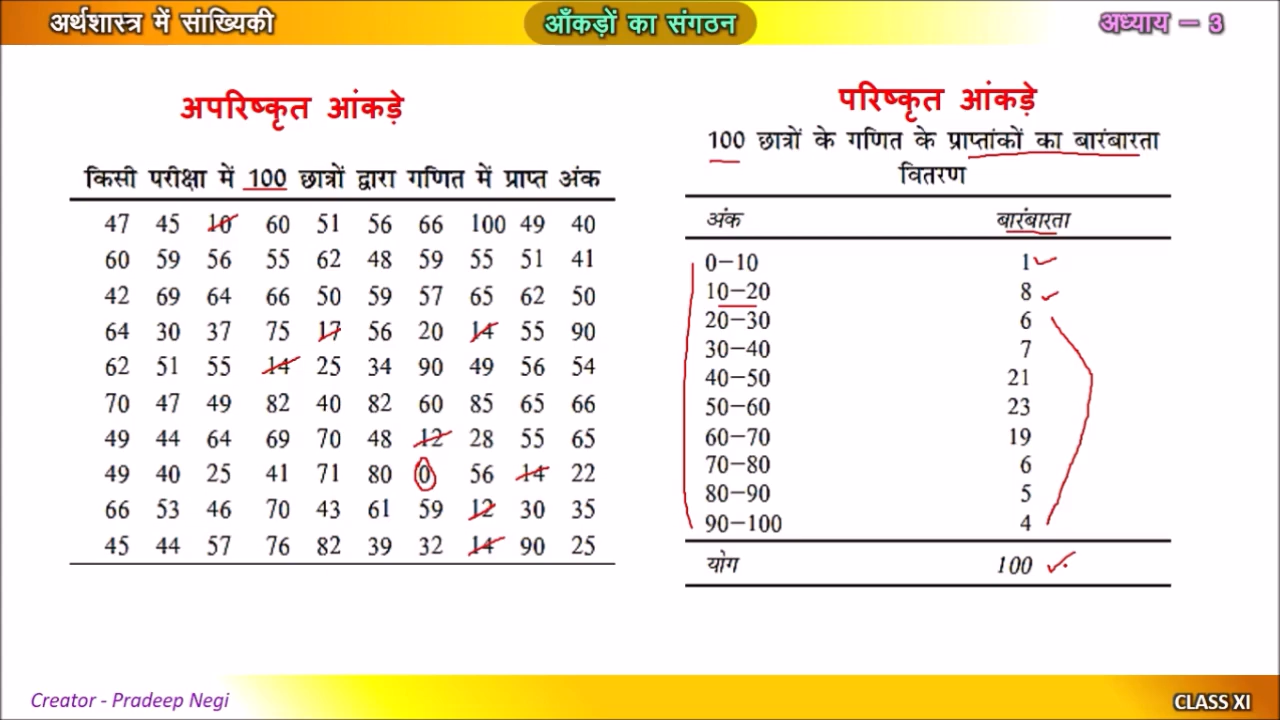 अर्थशास्त्र में सांख्यिकी
आँकड़ों का संगठन
अध्याय – 3
अपरिष्कृत आंकड़े
किसी परीक्षा में 100 छात्रों द्वारा गणित में प्राप्त अंक
47 45 10 60 51 56 66 100 49 40
60 59 56 55 62 48 59 55 51 41
42 69 64 66 50 59 57 65 62 50
64 30 37 75 17 56 20 14 55 90
62 51 55 14 25 34 90 49 56 54
70 47 49 82 40 82 60 85 65 66
49 44 64 69 70 48 12 28 55 65
49 40 25 41 71 80 0 56 14 22
66 53 46 70 43 61 59 12 30 35
45 44 57 76 82 39 32 14 90 25
परिष्कृत आंकड़े
100 छात्रों के गणित के प्राप्तांकों का बारंबारता
वितरण
अंक बारंबारता
0–10 1
10–20 8
20–30 6
30–40 7
40–50 21
50–60 23
60–70 19
70–80 6
80–90 5
90–100 4
योग 100
Creator - Pradeep Negi
CLASS XI